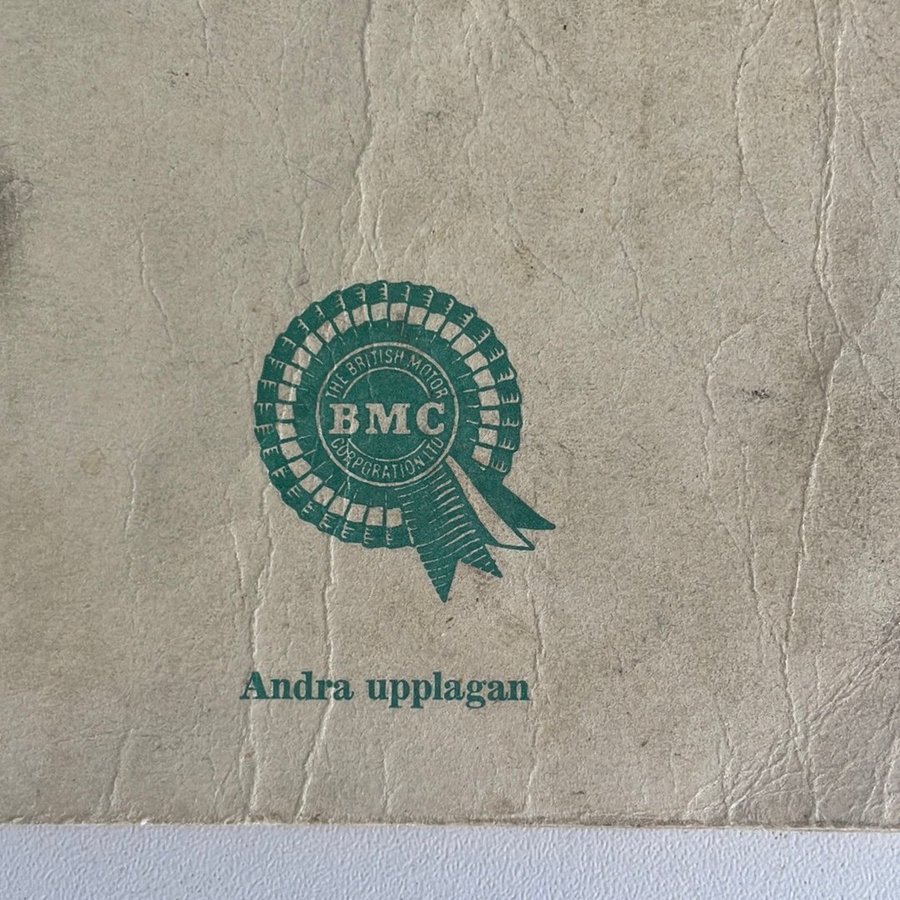 THE BRITISH MOTOR
BMC
CORPORATION LTD
Andra upplagan